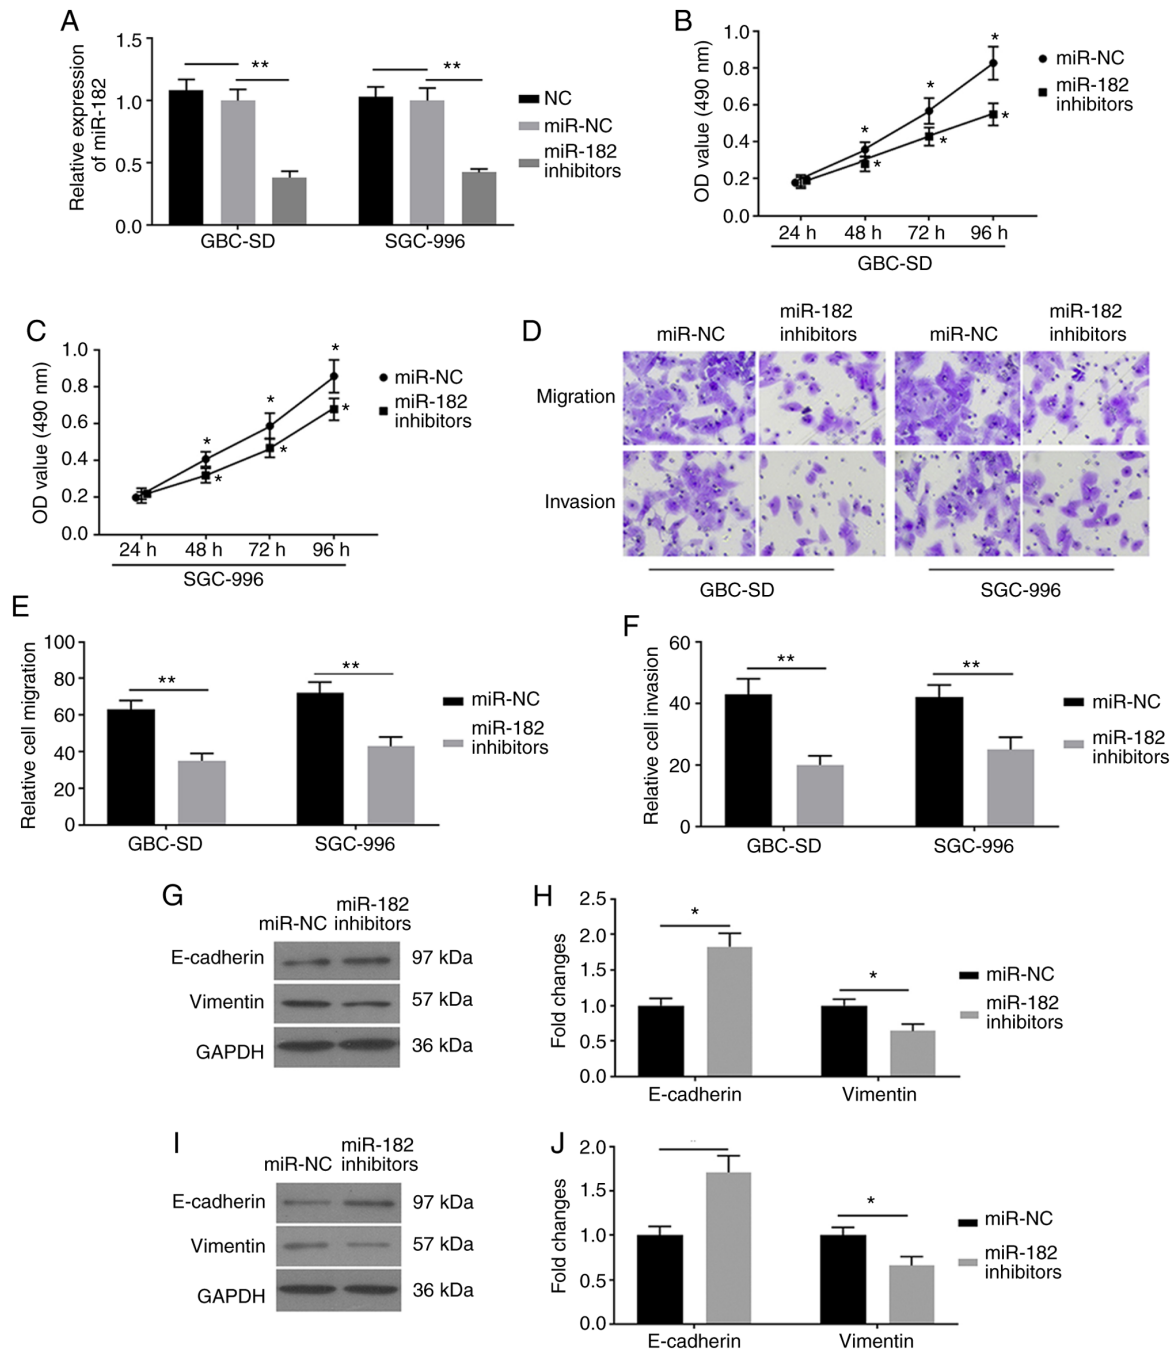 A
Relative expression
of miR-182
1.5
1.0
0.5
0.0
**
**
GBC-SD
SGC-996
NC
miR-NC
miR-182
inhibitors
B
OD value (490 nm)
1.0
0.8
0.6
0.4
0.2
0.0
*
*
*
*
*
*
24 h
48 h
72 h
96 h
GBC-SD
miR-NC
miR-182
inhibitors
C
OD value (490 nm)
1.0
0.8
0.6
0.4
0.2
0.0
*
*
*
*
*
*
24 h
48 h
72 h
96 h
SGC-996
miR-NC
miR-182
inhibitors
D
miR-NC
miR-182
inhibitors
miR-NC
miR-182
inhibitors
Migration
Invasion
GBC-SD
SGC-996
E
Relative cell migration
100
80
60
40
20
0
**
**
GBC-SD
SGC-996
miR-NC
miR-182
inhibitors
F
Relative cell invasion
60
40
20
0
**
**
GBC-SD
SGC-996
miR-NC
miR-182
inhibitors
G
miR-NC
miR-182
inhibitors
E-cadherin
97 kDa
Vimentin
57 kDa
GAPDH
36 kDa
H
Fold changes
2.5
2.0
1.5
1.0
0.5
0.0
*
*
E-cadherin
Vimentin
miR-NC
miR-182
inhibitors
I
miR-NC
miR-182
inhibitors
E-cadherin
97 kDa
Vimentin
57 kDa
GAPDH
36 kDa
J
Fold changes
2.0
1.5
1.0
0.5
0.0
*
E-cadherin
Vimentin
miR-NC
miR-182
inhibitors